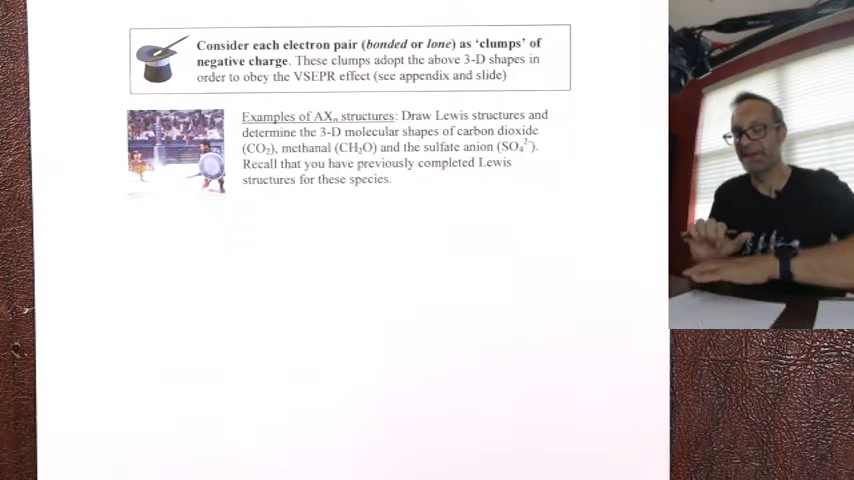 Consider each electron pair (bonded or lone) as 'clumps' of
negative charge. These clumps adopt the above 3-D shapes in
order to obey the VSEPR effect (see appendix and slide)
Examples of AXₙ structures: Draw Lewis structures and
determine the 3-D molecular shapes of carbon dioxide
(CO₂), methanal (CH₂O) and the sulfate anion (SO₄²⁻).
Recall that you have previously completed Lewis
structures for these species.